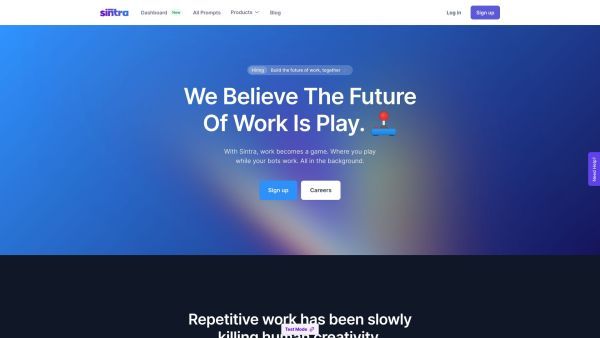 sintra
Dashboard New All Prompts Products Blog Log in Sign up
Hiring Build the future of work, together
We Believe The Future
Of Work Is Play.
With Sintra, work becomes a game. Where you play
while your bots work. All in the background.
Sign up Careers
Need Help?
Repetitive work has been slowly
killing human creativity
Test Mode